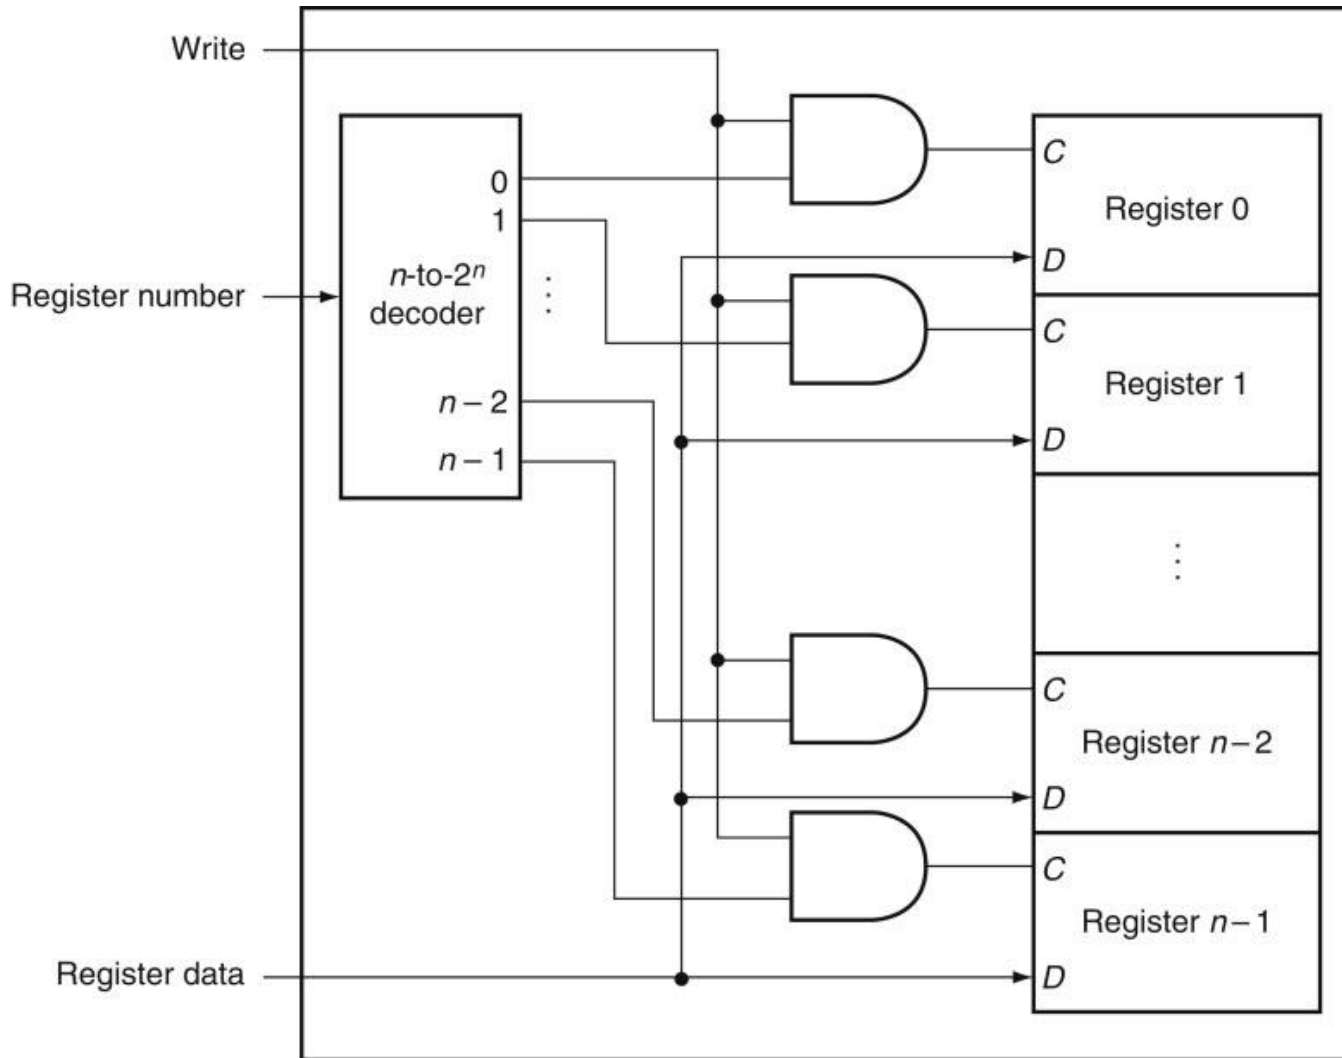 Write
0
1
n-to-2ⁿ
decoder
⋮
n – 2
n – 1
Register number
Register data
C
Register 0
D
C
Register 1
D
⋮
C
Register n – 2
D
C
Register n – 1
D